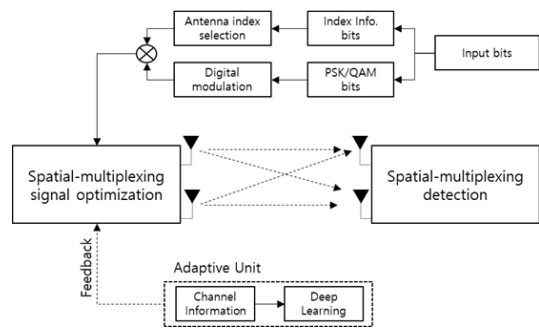 Antenna index
selection
Index Info.
bits
Input bits
Digital
modulation
PSK/QAM
bits
Spatial-multiplexing
signal optimization
Spatial-multiplexing
detection
Feedback
Adaptive Unit
Channel
Information
Deep
Learning